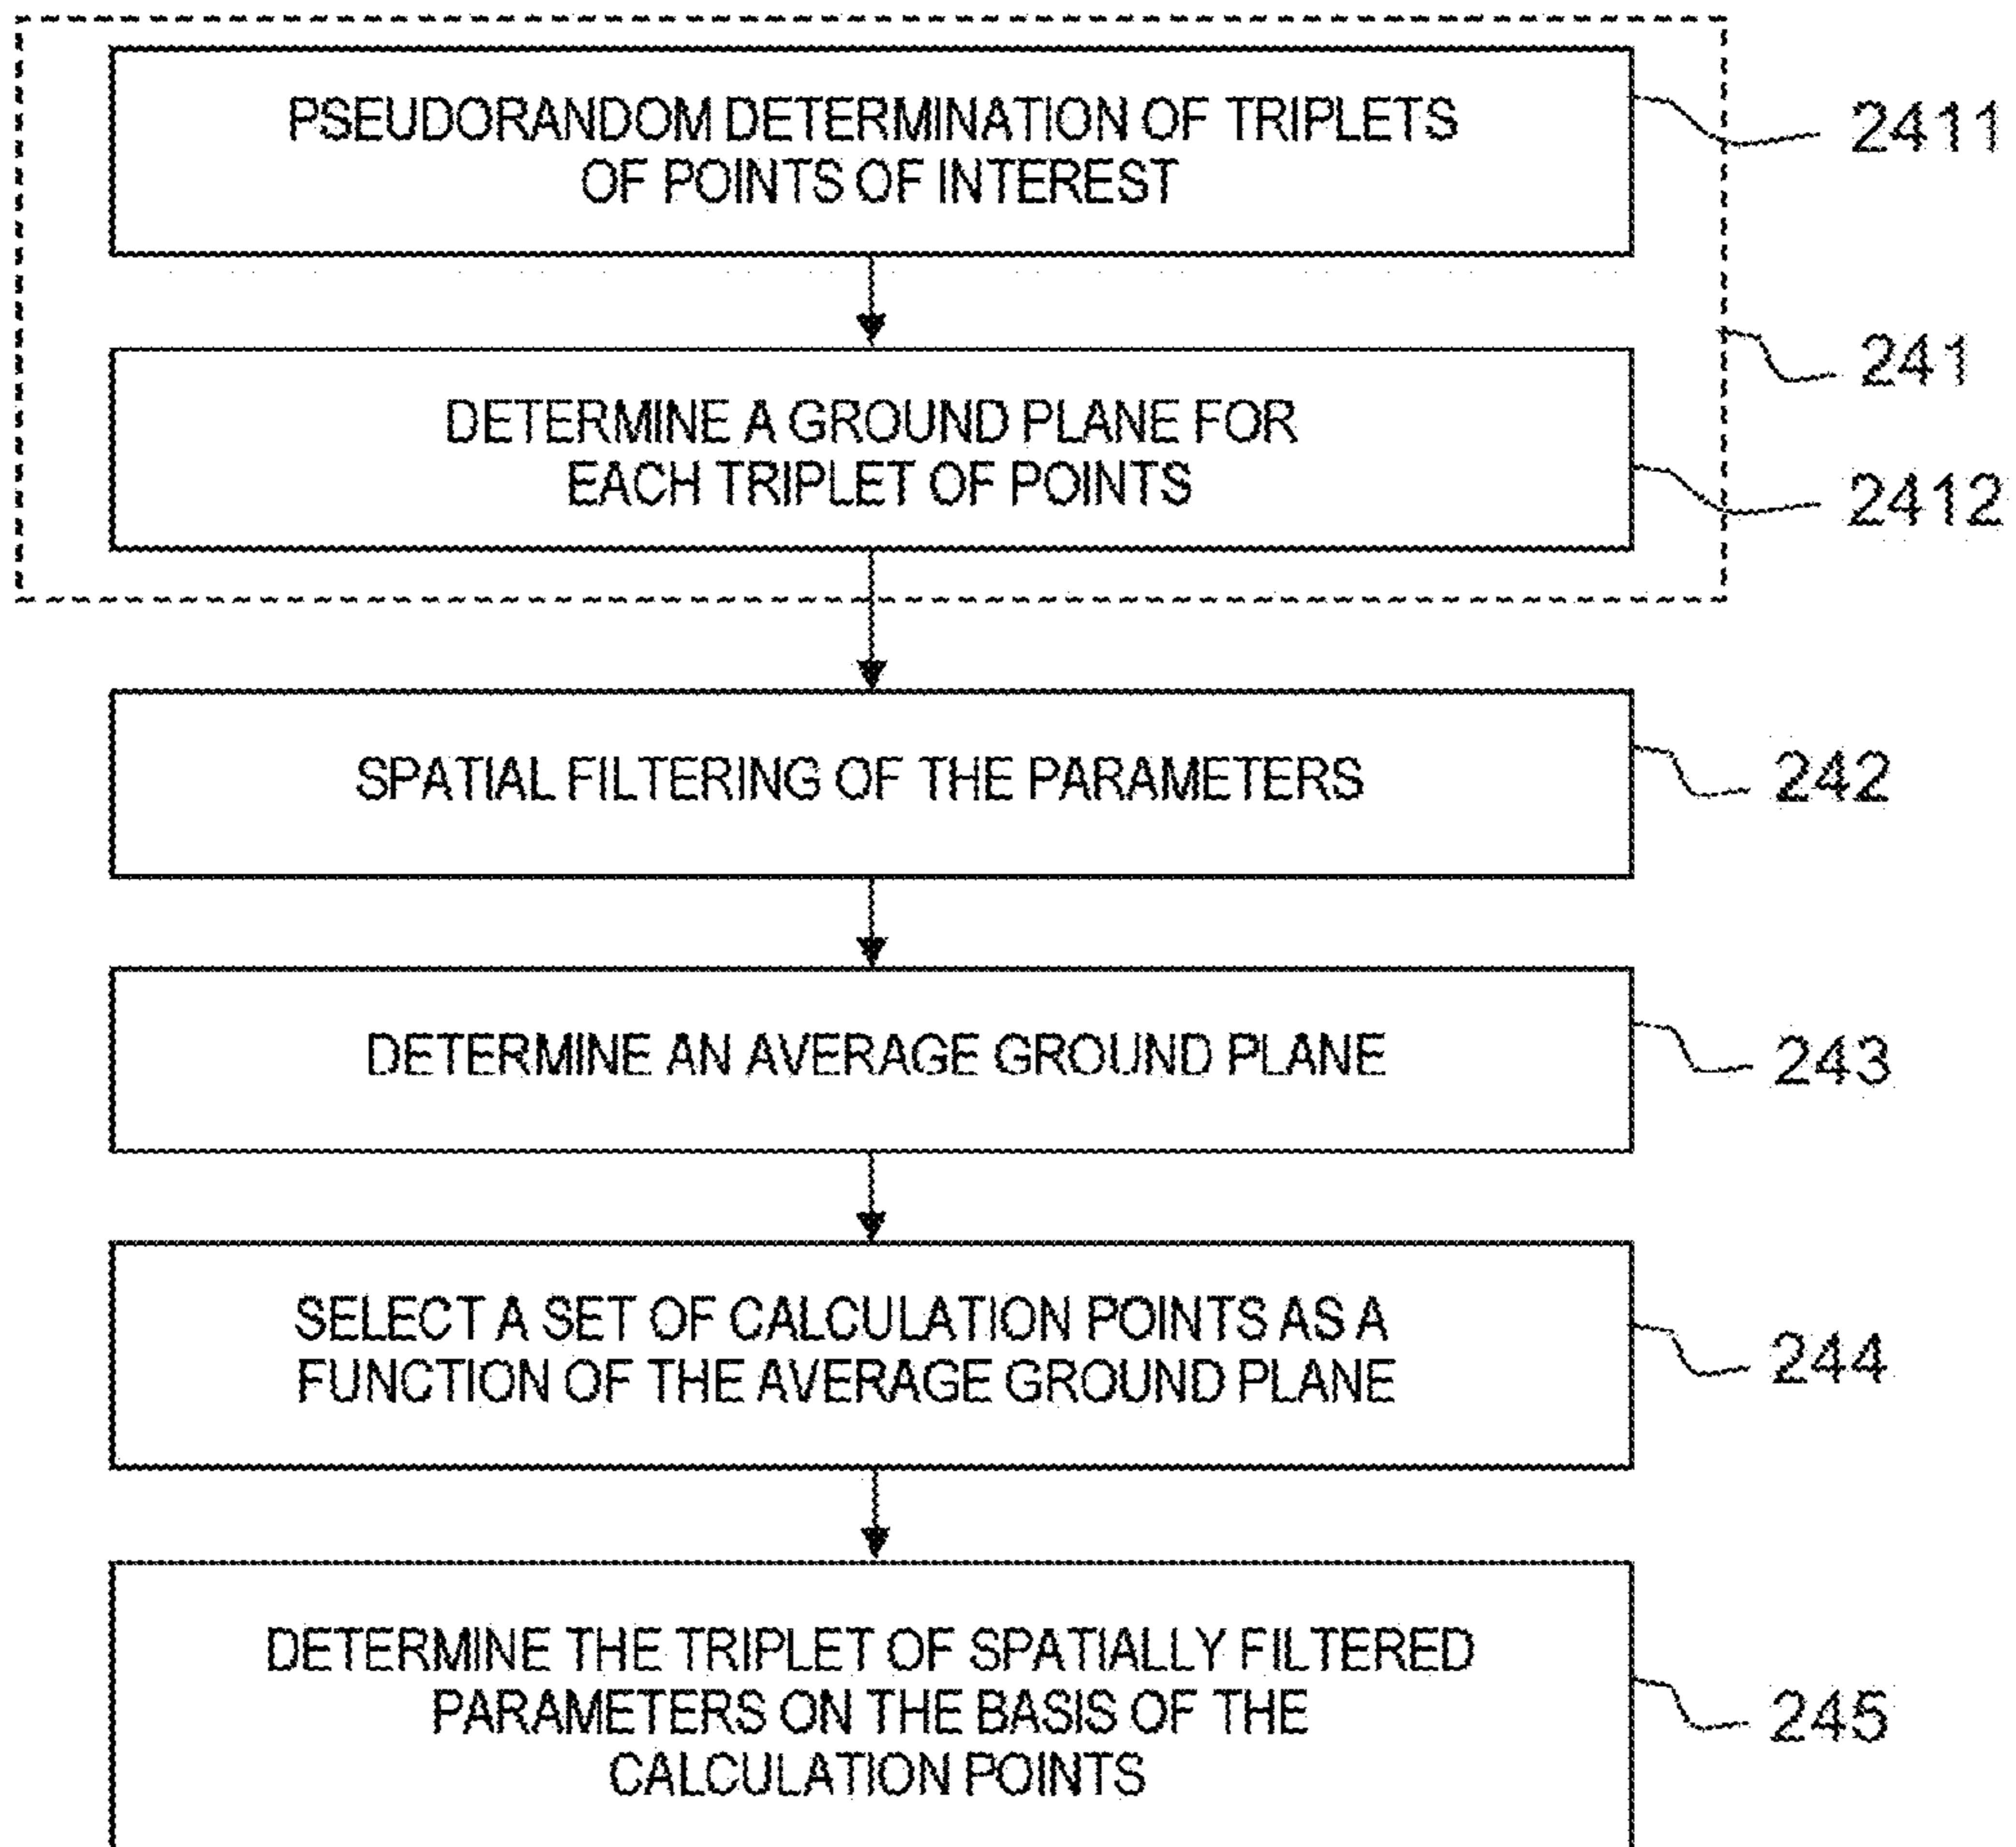 PSEUDORANDOM DETERMINATION OF TRIPLETS
OF POINTS OF INTEREST
2411
241
DETERMINE A GROUND PLANE FOR
EACH TRIPLET OF POINTS
2412
SPATIAL FILTERING OF THE PARAMETERS
242
DETERMINE AN AVERAGE GROUND PLANE
243
SELECT A SET OF CALCULATION POINTS AS A
FUNCTION OF THE AVERAGE GROUND PLANE
244
DETERMINE THE TRIPLET OF SPATIALLY FILTERED
PARAMETERS ON THE BASIS OF THE
CALCULATION POINTS
245